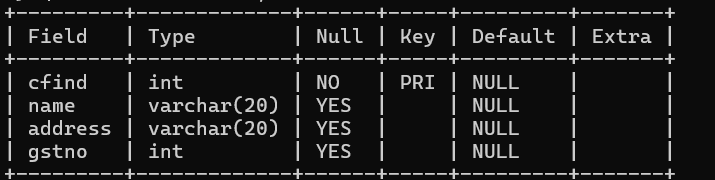 +---------+-------------+------+-----+---------+-------+
| Field   | Type        | Null | Key | Default | Extra |
+---------+-------------+------+-----+---------+-------+
| cfind   | int         | NO   | PRI | NULL    |       |
| name    | varchar(20) | YES  |     | NULL    |       |
| address | varchar(20) | YES  |     | NULL    |       |
| gstno   | int         | YES  |     | NULL    |       |
+---------+-------------+------+-----+---------+-------+